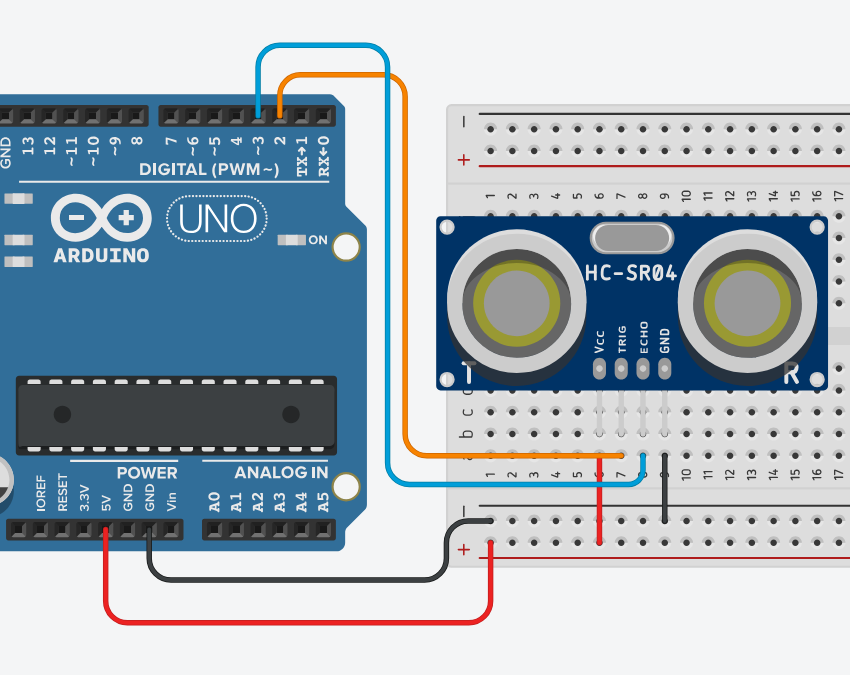 GND
13
12
~11
~10
~9
8
7
~6
~5
4
~3
2
TX→1
RX←0
DIGITAL (PWM~)
UNO
ARDUINO
ON
POWER
ANALOG IN
IOREF
RESET
3.3V
5V
GND
GND
Vin
A0
A1
A2
A3
A4
A5
−
+
1 2 3 4 5 6 7 8 9 10 11 12 13 14 15 16 17
HC-SR04
VCC
TRIG
ECHO
GND
T
R
c
b
1 2 3 4 5 7 10 11 12 13 14 15 16 17
−
+